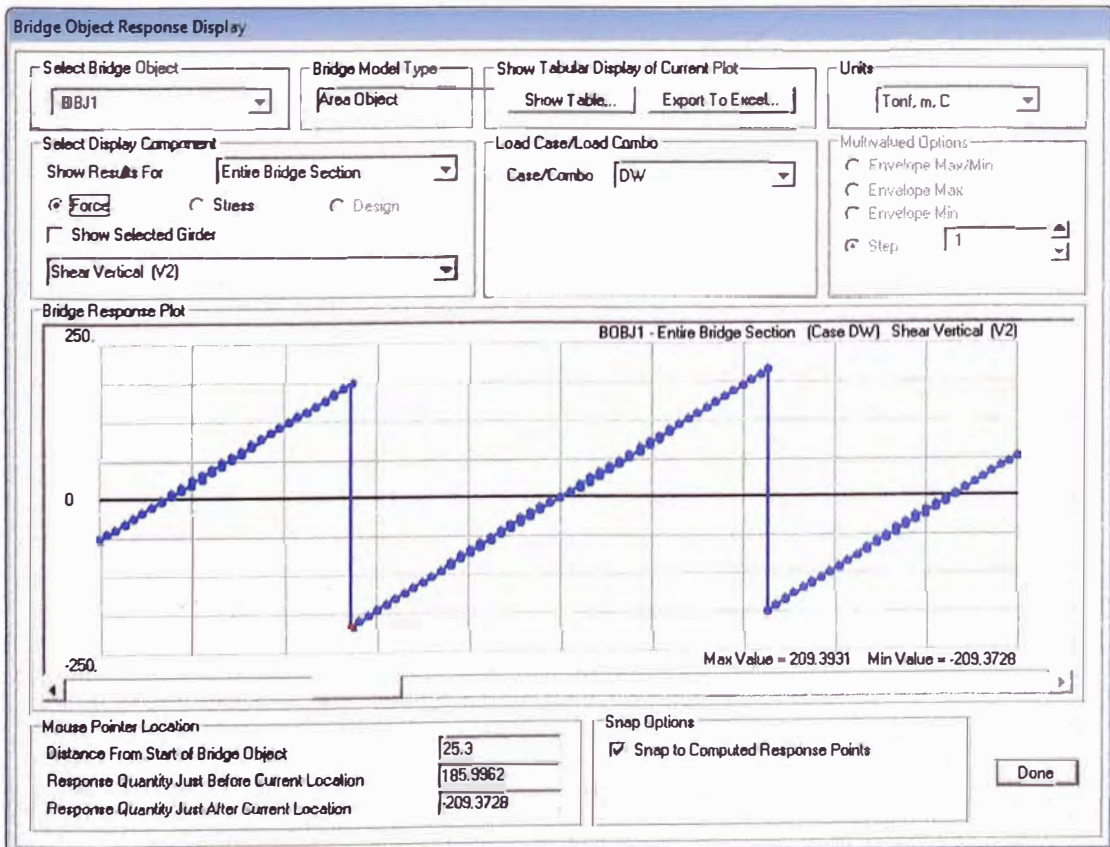 Bridge Object Response Display
Select Bridge Object
BBJ1
Bridge Model Type
Area Object
Show Tabular Display of Current Plot
Show Table...
Export To Excel...
Units
Tonf, m, C
Select Display Component
Show Results For
Entire Bridge Section
Force
Stress
Design
Show Selected Girder
Shear Vertical (V2)
Load Case/Load Combo
Case/Combo
DW
Multivalued Options
Envelope Max/Min
Envelope Max
Envelope Min
Step
1
Bridge Response Plot
250.
BOBJ1 - Entire Bridge Section (Case DW) Shear Vertical (V2)
0
-250.
Max Value = 209.3931 Min Value = -209.3728
Mouse Pointer Location
Distance From Start of Bridge Object
25.3
Response Quantity Just Before Current Location
185.9962
Response Quantity Just After Current Location
-209.3728
Snap Options
Snap to Computed Response Points
Done